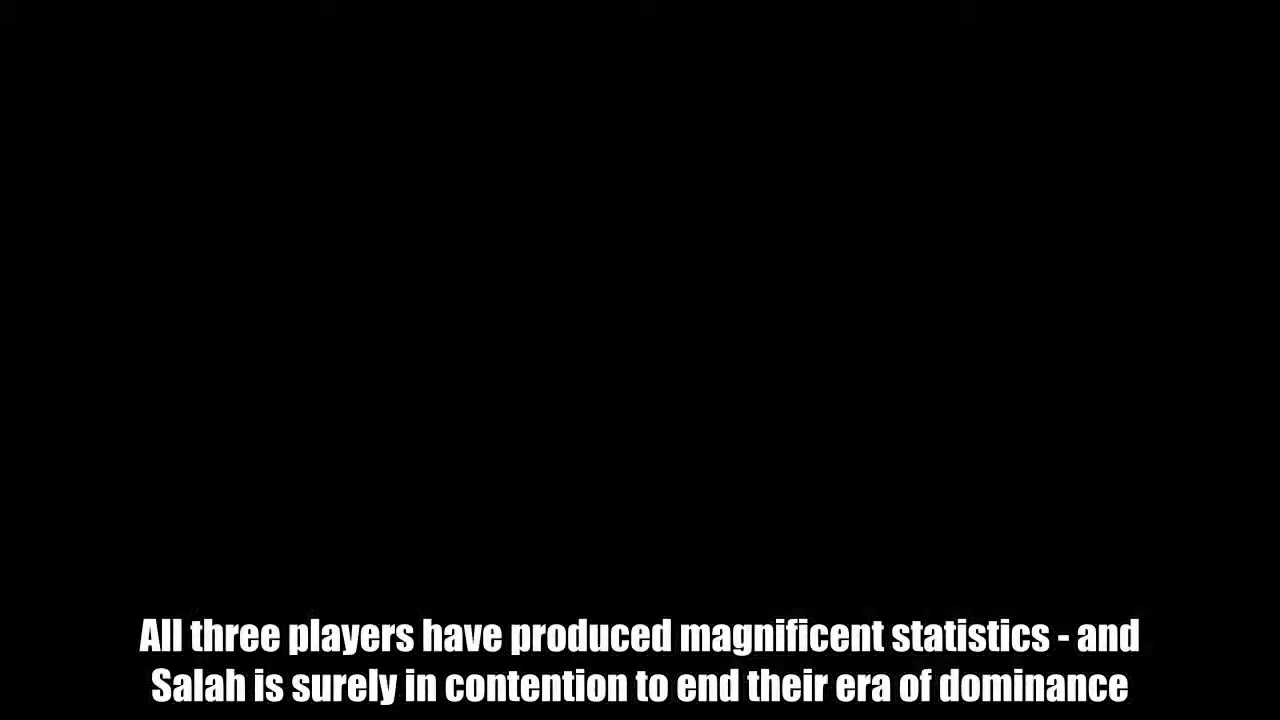 All three players have produced magnificent statistics - and
Salah is surely in contention to end their era of dominance